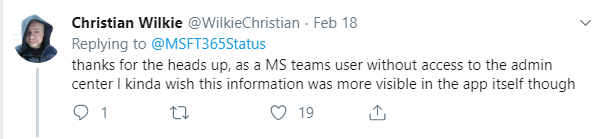 Christian Wilkie @WilkieChristian · Feb 18
Replying to @MSFT365Status
thanks for the heads up, as a MS teams user without access to the admin
center I kinda wish this information was more visible in the app itself though
1 19